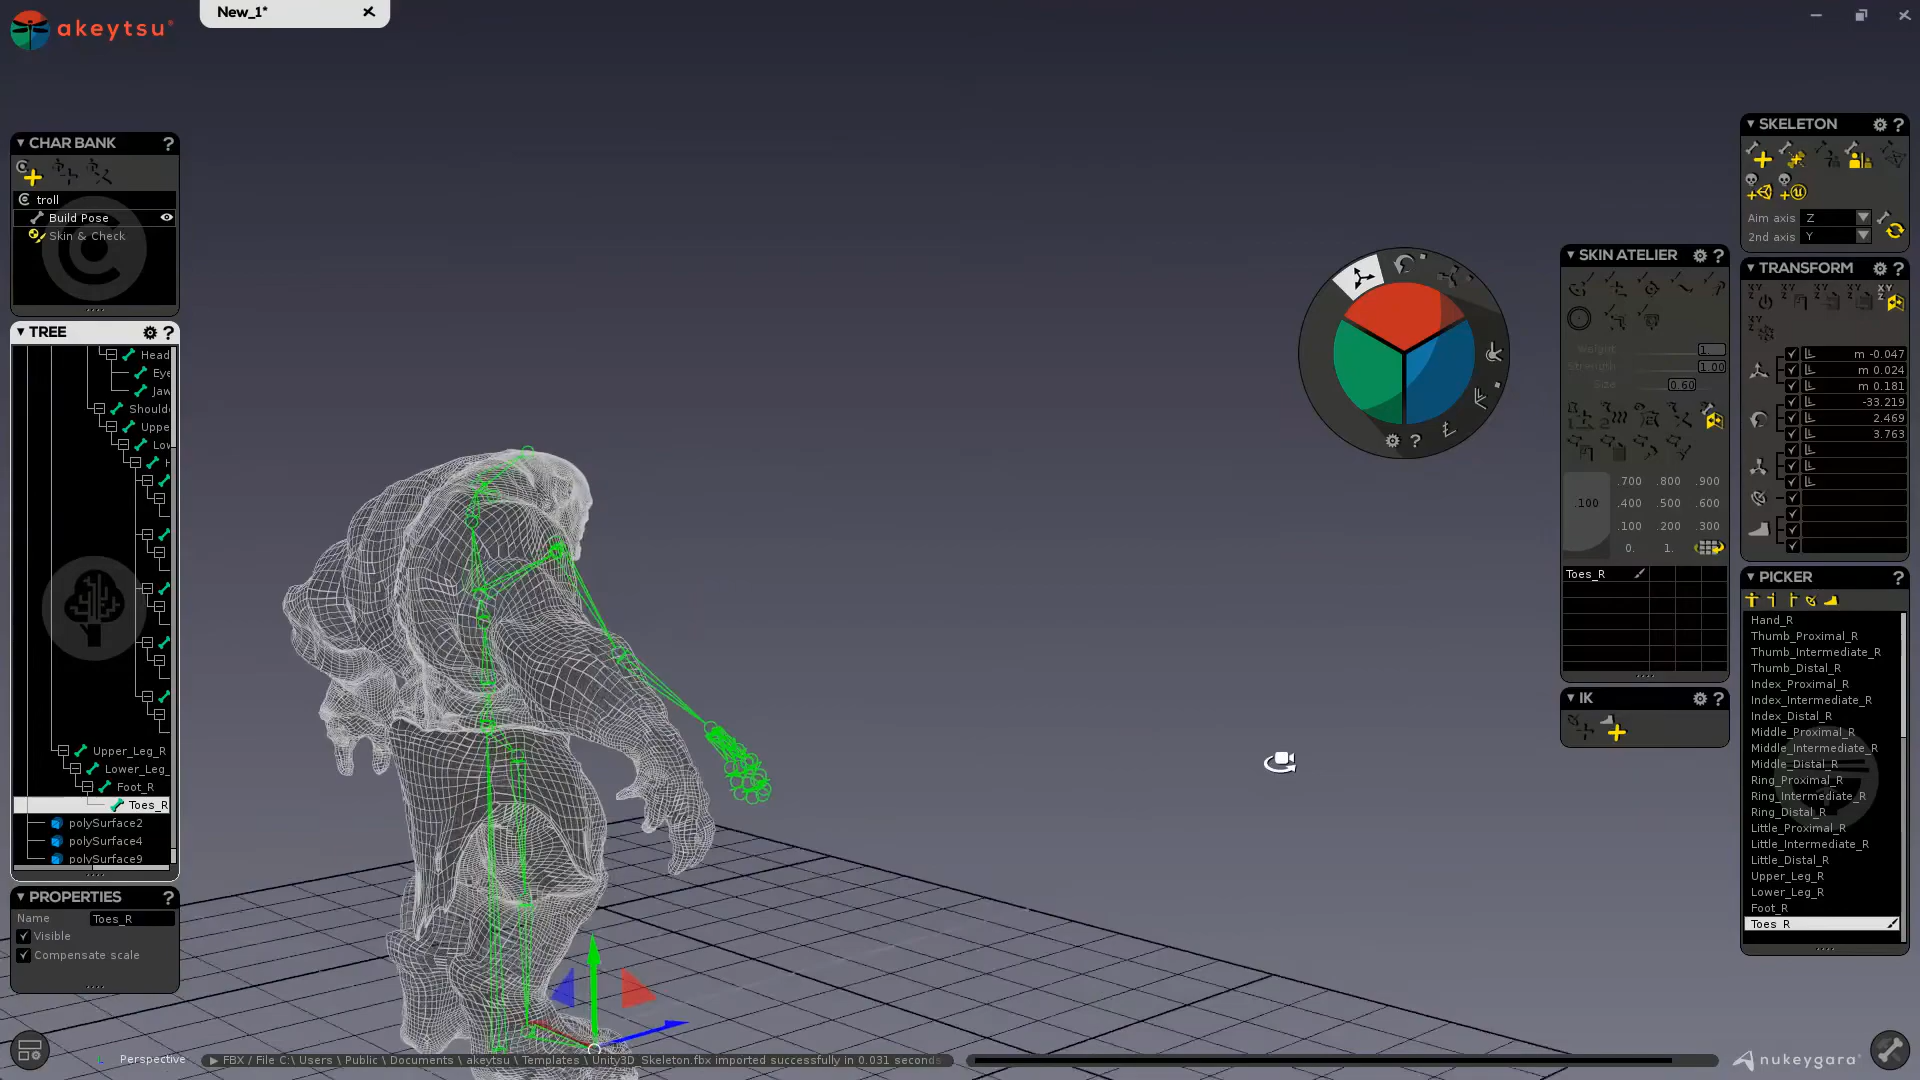 akeytsu
New_1*
CHAR BANK
?
troll
Build Pose
Skin & Check
TREE
?
Head
Eye
Jaw
Should
Uppe
Lov
H
Upper_Leg_R
Lower_Leg_
Foot_R
Toes_R
polySurface2
polySurface4
polySurface9
PROPERTIES
?
Name
Toes_R
Visible
Compensate scale
Perspective
▶ FBX / File C:\ Users \ Public \ Documents \ akeytsu \ Templates \ Unity3D_Skeleton.fbx imported successfully in 0.031 seconds
?
SKIN ATELIER
?
Weight
1.
Strength
1.00
Size
0.60
.100
.700 .800 .900
.400 .500 .600
.100 .200 .300
0. 1.
Toes_R
IK
?
SKELETON
?
Aim axis Z
2nd axis Y
TRANSFORM
?
m -0.047
m 0.024
m 0.181
-33.219
2.469
3.763
PICKER
?
Hand_R
Thumb_Proximal_R
Thumb_Intermediate_R
Thumb_Distal_R
Index_Proximal_R
Index_Intermediate_R
Index_Distal_R
Middle_Proximal_R
Middle_Intermediate_R
Middle_Distal_R
Ring_Proximal_R
Ring_Intermediate_R
Ring_Distal_R
Little_Proximal_R
Little_Intermediate_R
Little_Distal_R
Upper_Leg_R
Lower_Leg_R
Foot_R
Toes_R
nukeygara